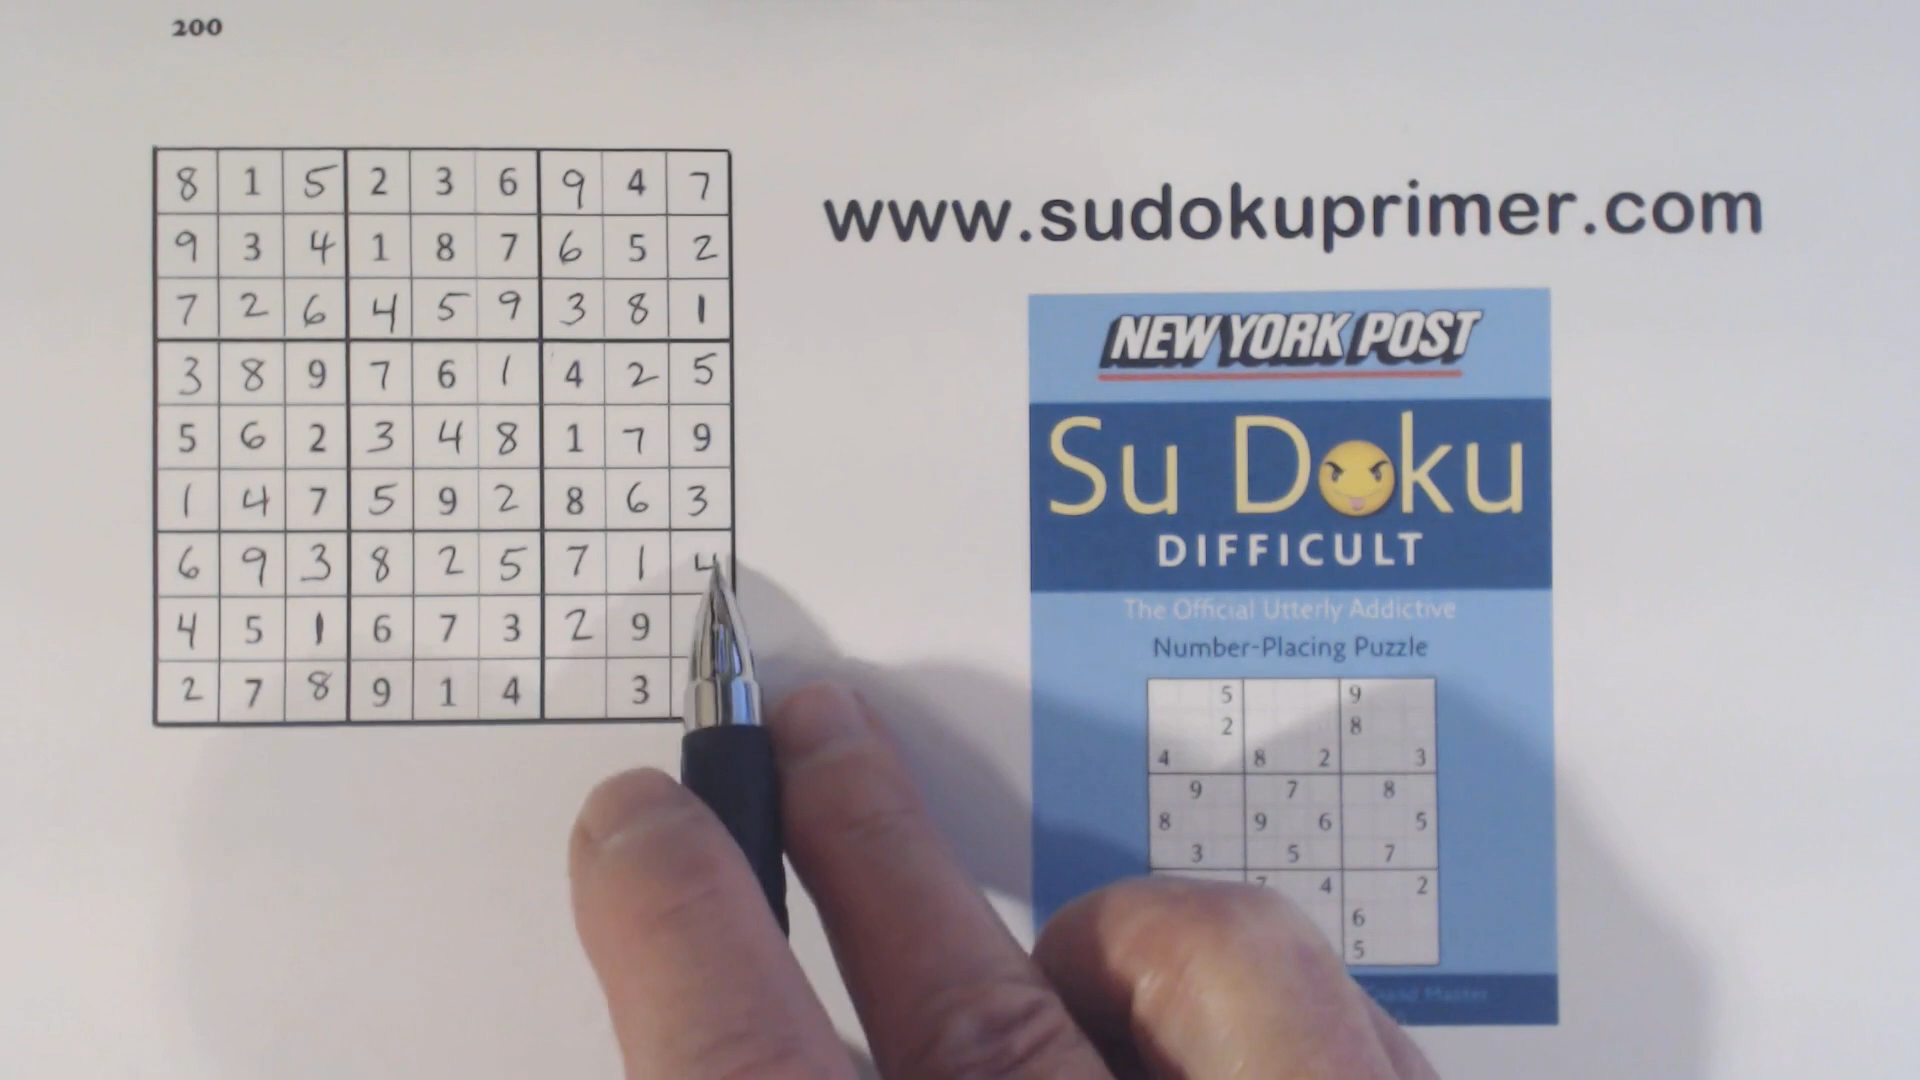 200
8 1 5 2 3 6 9 4 7
9 3 4 1 8 7 6 5 2
7 2 6 4 5 9 3 8 1
3 8 9 7 6 1 4 2 5
5 6 2 3 4 8 1 7 9
1 4 7 5 9 2 8 6 3
6 9 3 8 2 5 7 1 4
4 5 1 6 7 3 2 9
2 7 8 9 1 4 3
www.sudokuprimer.com
NEW YORK POST
Su Doku
DIFFICULT
The Official Utterly Addictive
Number-Placing Puzzle
5 9
2 8
4 8 2 3
9 7 8
8 9 6 5
3 5 7
7 4 2
6
5
Grand Master